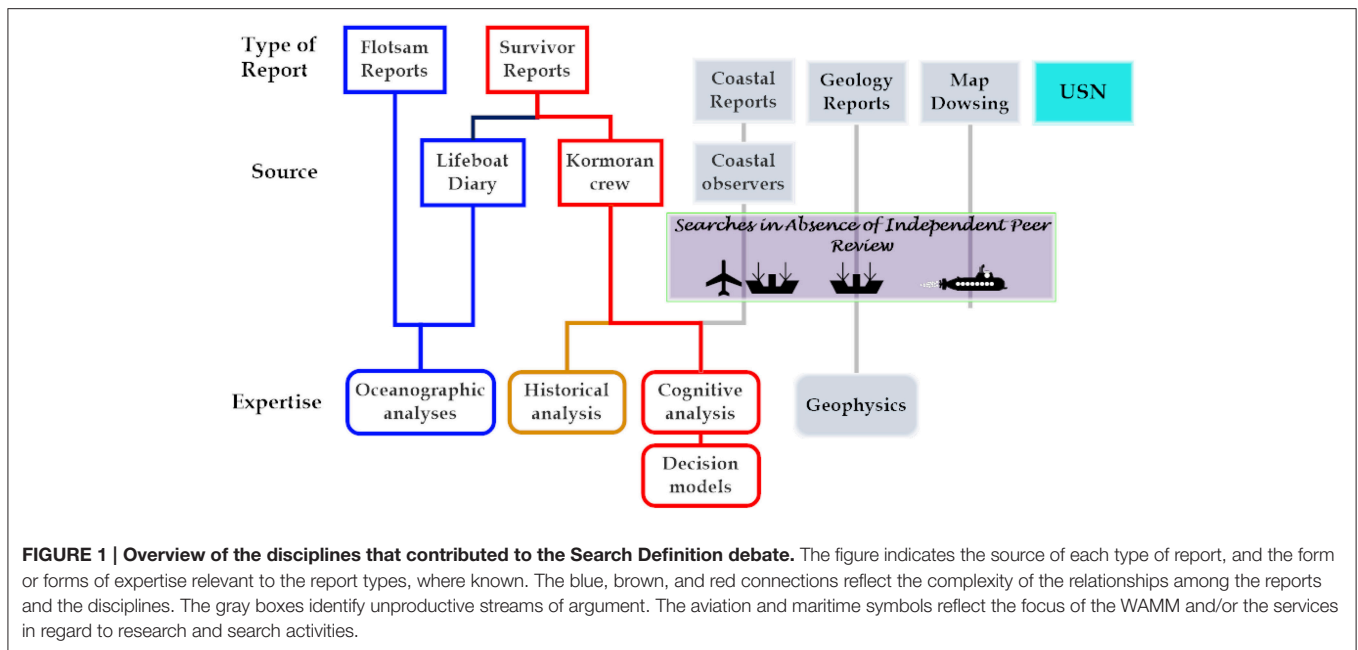 Type of
Report
Flotsam
Reports
Survivor
Reports
Coastal
Reports
Geology
Reports
Map
Dowsing
USN
Source
Lifeboat
Diary
Kormoran
crew
Coastal
observers
Searches in Absence of Independent Peer
Review
Expertise
Oceanographic
analyses
Historical
analysis
Cognitive
analysis
Geophysics
Decision
models
FIGURE 1 | Overview of the disciplines that contributed to the Search Definition debate. The figure indicates the source of each type of report, and the form
or forms of expertise relevant to the report types, where known. The blue, brown, and red connections reflect the complexity of the relationships among the reports
and the disciplines. The gray boxes identify unproductive streams of argument. The aviation and maritime symbols reflect the focus of the WAMM and/or the services
in regard to research and search activities.